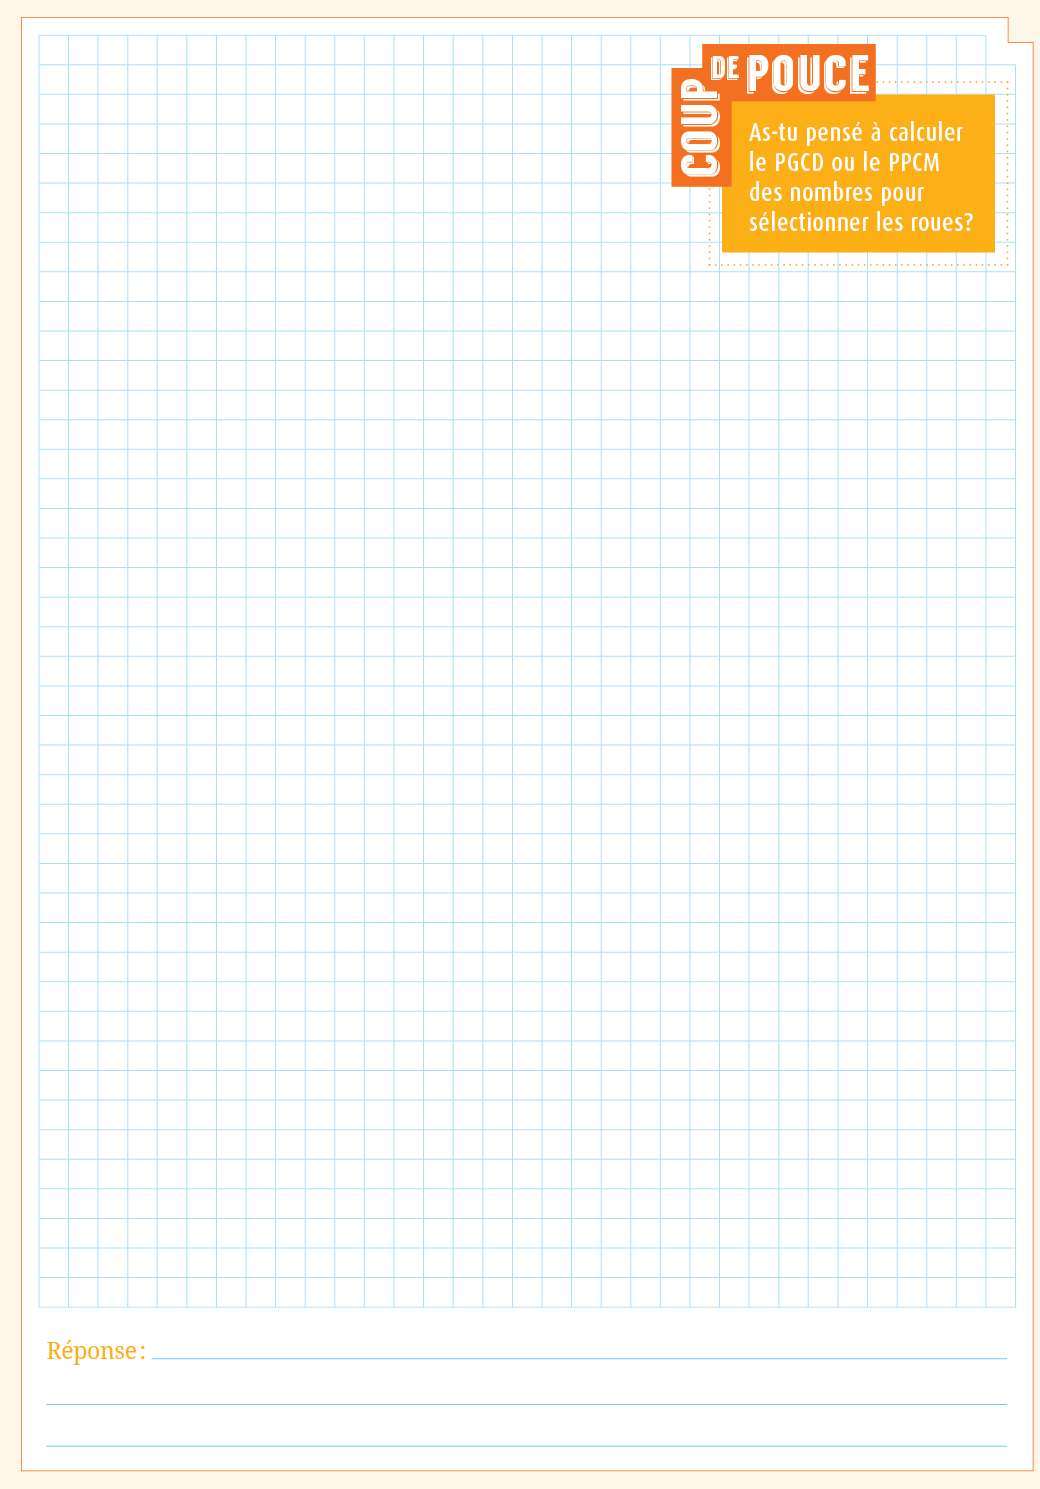 COUP DE POUCE
As-tu pensé à calculer
le PGCD ou le PPCM
des nombres pour
sélectionner les roues?
Réponse :